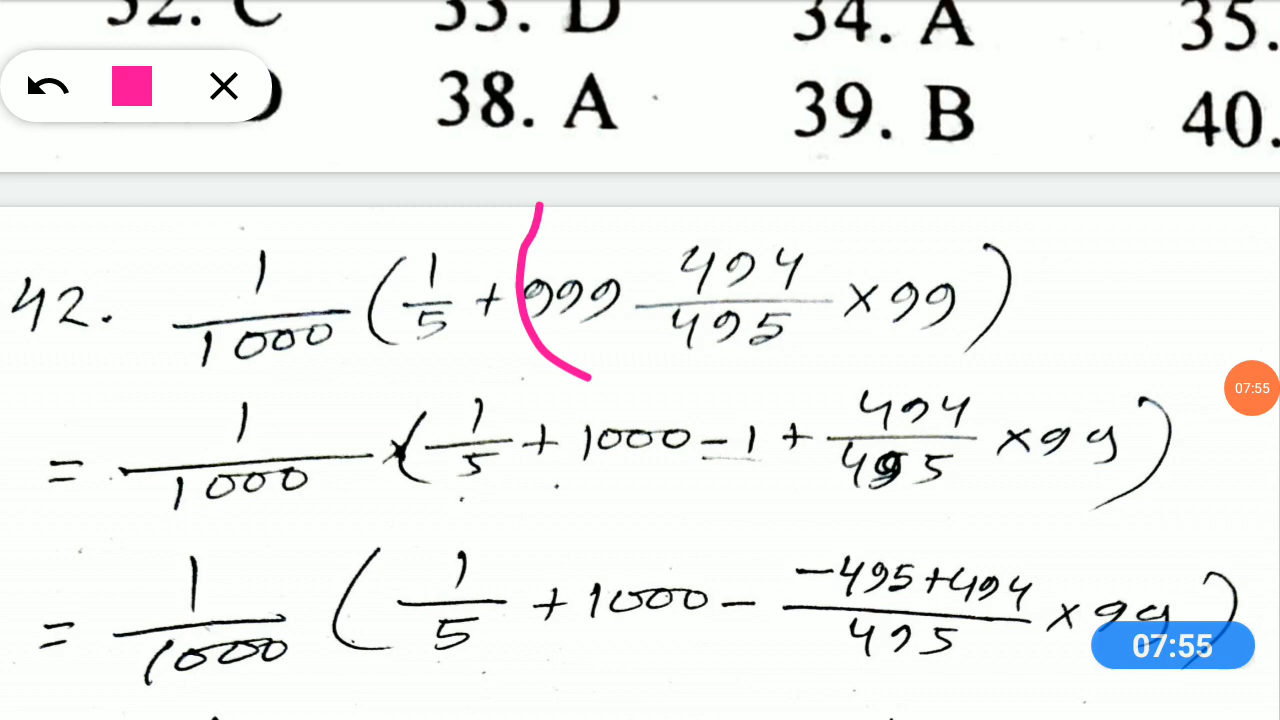 32. C 33. D 34. A 35.
D 38. A 39. B 40.
42. 1/1000 (1/5 + (999 494/495 × 99)
07:55
= 1/1000 × (1/5 + 1000 - 1 + 494/495 × 99)
= 1/1000 (1/5 + 1000 - -495+494/495 × 99)
07:55